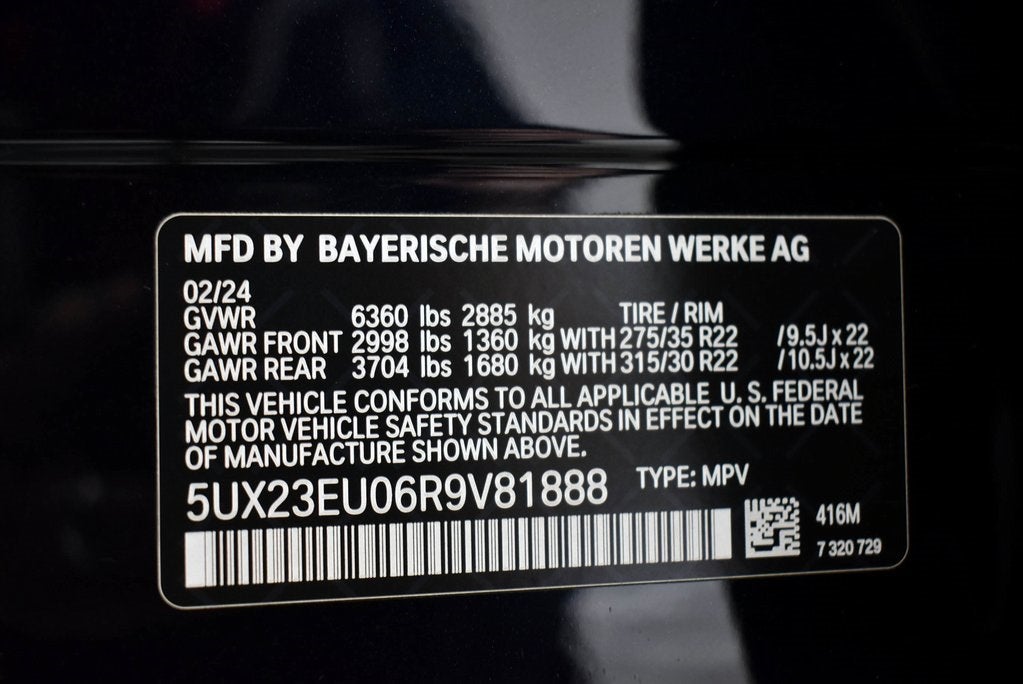 MFD BY BAYERISCHE MOTOREN WERKE AG
02/24
GVWR 6360 lbs 2885 kg TIRE / RIM
GAWR FRONT 2998 lbs 1360 kg WITH 275/35 R22 /9.5J x 22
GAWR REAR 3704 lbs 1680 kg WITH 315/30 R22 /10.5J x 22
THIS VEHICLE CONFORMS TO ALL APPLICABLE U. S. FEDERAL
MOTOR VEHICLE SAFETY STANDARDS IN EFFECT ON THE DATE
OF MANUFACTURE SHOWN ABOVE.
5UX23EU06R9V81888 TYPE: MPV
416M
7 320 729